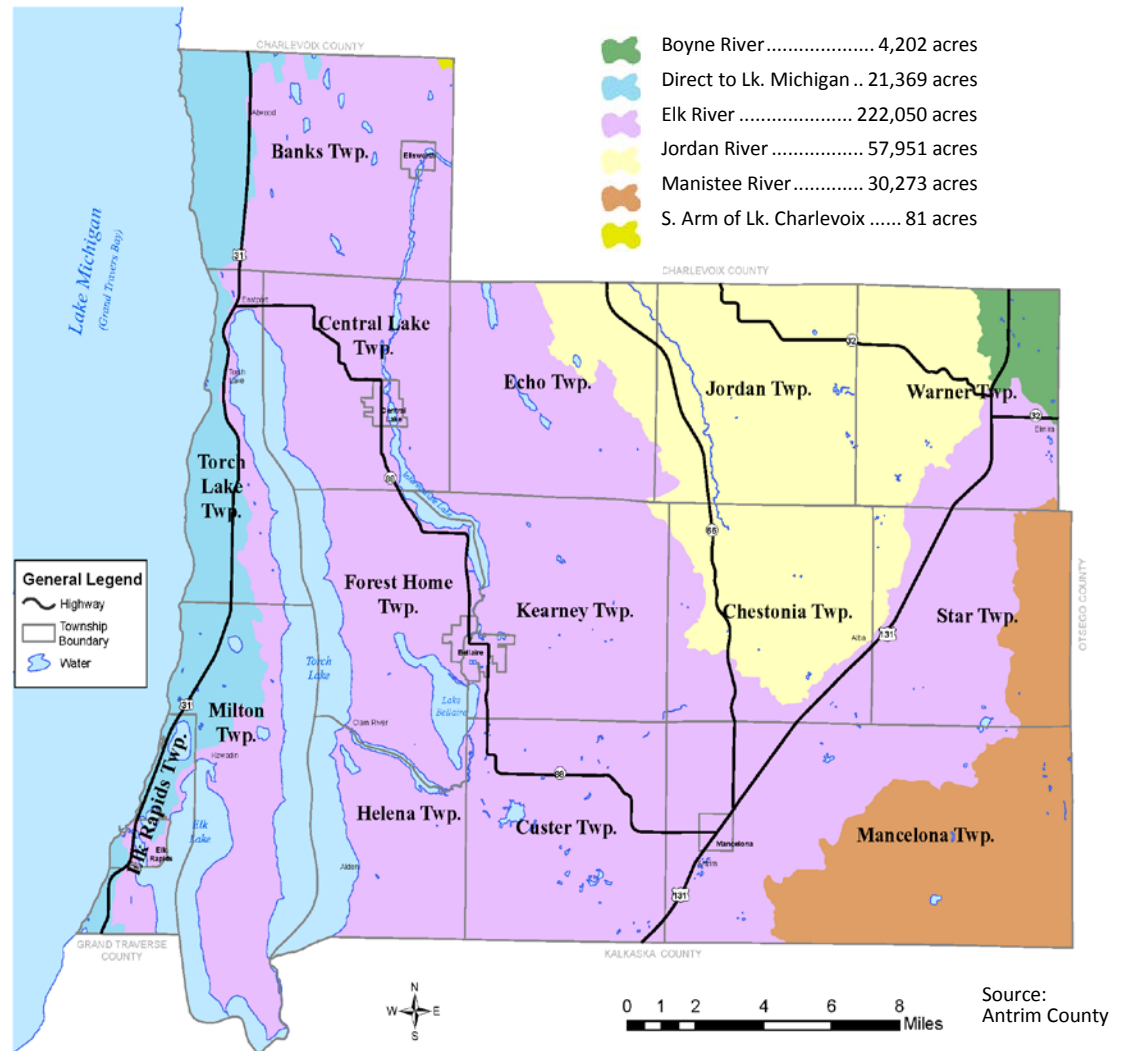 CHARLEVOIX COUNTY
Boyne River.................... 4,202 acres
Direct to Lk. Michigan .. 21,369 acres
Elk River ...................... 222,050 acres
Jordan River .................. 57,951 acres
Manistee River............. 30,273 acres
S. Arm of Lk. Charlevoix ...... 81 acres
Atwood
Banks Twp.
Ellsworth
Lake Michigan
(Grand Travers Bay)
31
CHARLEVOIX COUNTY
Eastport
Central Lake
Twp.
Echo Twp.
Jordan Twp.
32
Warner Twp.
32
Elmira
Torch
Lake
Central
Lake
Torch
Lake
Twp.
88
66
General Legend
Highway
Township
Boundary
Water
Forest Home
Twp.
Kearney Twp.
Chestonia Twp.
Star Twp.
Alba
131
OTSEGO COUNTY
Bellaire
Torch
Lake
Lake
Bellaire
31
Milton
Twp.
Clam River
Kewadin
Elk Rapids Twp.
88
Helena Twp.
Custer Twp.
Mancelona Twp.
Mancelona
Elk
Lake
Elk
Rapids
Alden
131
GRAND TRAVERSE
COUNTY
KALKASKA COUNTY
N
W E
S
0 1 2 4 6 8
Miles
Source:
Antrim County